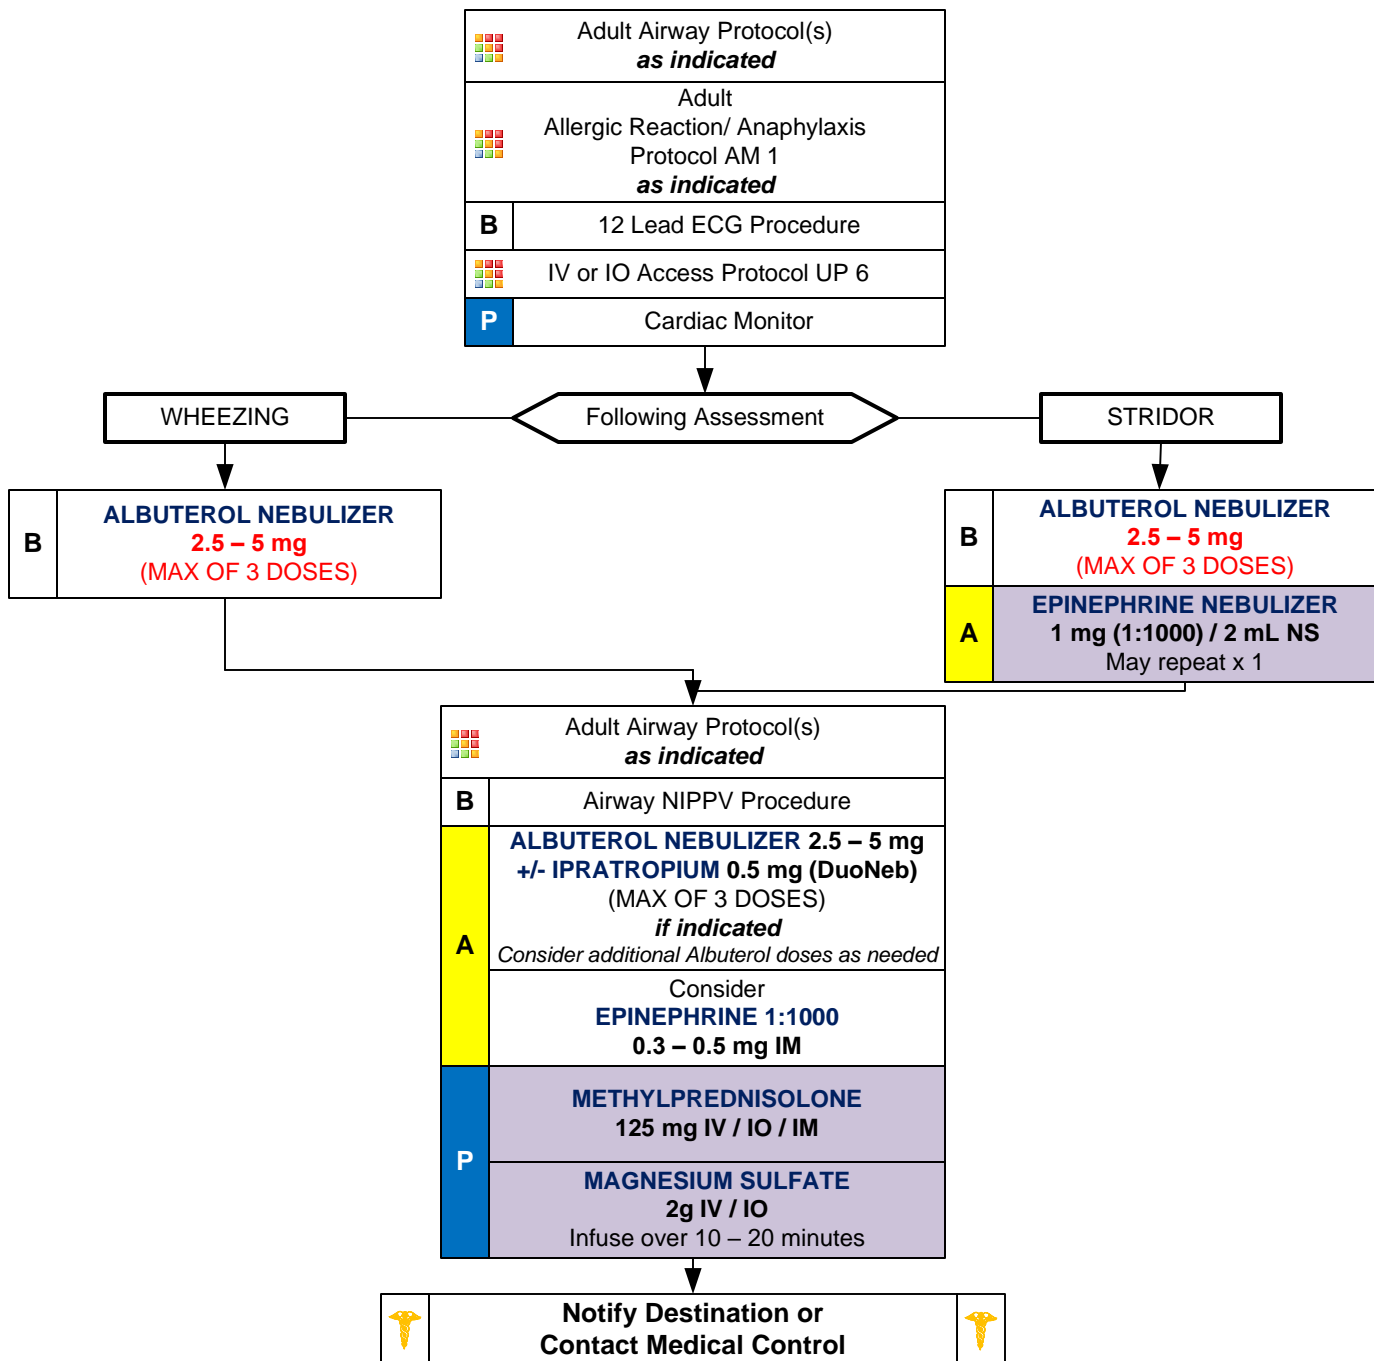 Adult Airway Protocol(s)
as indicated
Adult
Allergic Reaction/ Anaphylaxis
Protocol AM 1
as indicated
B
12 Lead ECG Procedure
IV or IO Access Protocol UP 6
P
Cardiac Monitor
WHEEZING
Following Assessment
STRIDOR
B
ALBUTEROL NEBULIZER
2.5 – 5 mg
(MAX OF 3 DOSES)
B
ALBUTEROL NEBULIZER
2.5 – 5 mg
(MAX OF 3 DOSES)
A
EPINEPHRINE NEBULIZER
1 mg (1:1000) / 2 mL NS
May repeat x 1
Adult Airway Protocol(s)
as indicated
B
Airway NIPPV Procedure
A
ALBUTEROL NEBULIZER 2.5 – 5 mg
+/- IPRATROPIUM 0.5 mg (DuoNeb)
(MAX OF 3 DOSES)
if indicated
Consider additional Albuterol doses as needed
Consider
EPINEPHRINE 1:1000
0.3 – 0.5 mg IM
P
METHYLPREDNISOLONE
125 mg IV / IO / IM
MAGNESIUM SULFATE
2g IV / IO
Infuse over 10 – 20 minutes
Notify Destination or
Contact Medical Control